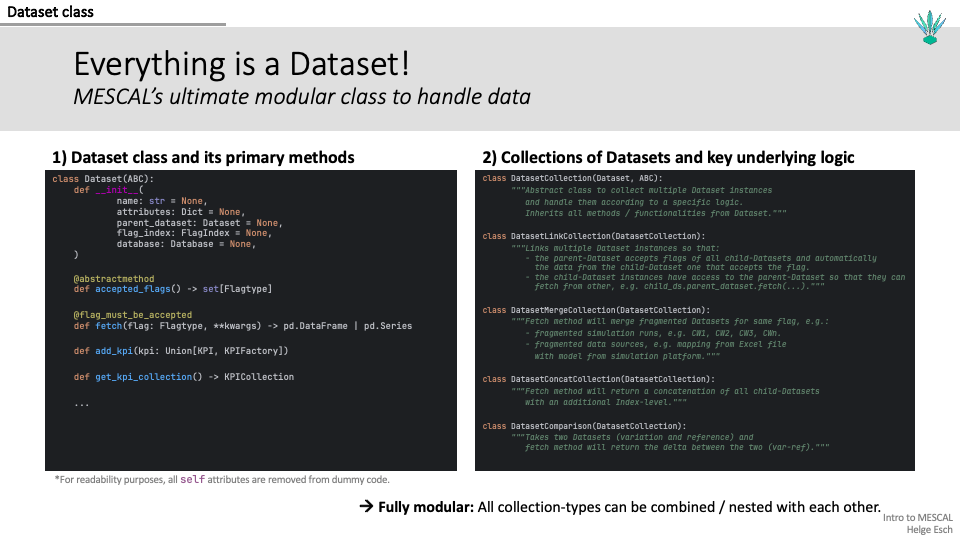 Dataset class
Everything is a Dataset!
MESCAL's ultimate modular class to handle data
1) Dataset class and its primary methods
class Dataset(ABC):
    def __init__(
            name: str = None,
            attributes: Dict = None,
            parent_dataset: Dataset = None,
            flag_index: FlagIndex = None,
            database: Database = None,
    )
    @abstractmethod
    def accepted_flags() -> set[Flagtype]
    @flag_must_be_accepted
    def fetch(flag: Flagtype, **kwargs) -> pd.DataFrame | pd.Series
    def add_kpi(kpi: Union[KPI, KPIFactory])
    def get_kpi_collection() -> KPICollection
    ...
*For readability purposes, all self attributes are removed from dummy code.
2) Collections of Datasets and key underlying logic
class DatasetCollection(Dataset, ABC):
      """Abstract class to collect multiple Dataset instances
         and handle them according to a specific logic.
         Inherits all methods / functionalities from Dataset."""
class DatasetLinkCollection(DatasetCollection):
      """Links multiple Dataset instances so that:
         - the parent-Dataset accepts flags of all child-Datasets and automatically
           the data from the child-Dataset one that accepts the flag.
         - the child-Dataset instances have access to the parent-Dataset so that they can
           fetch from other, e.g. child_ds.parent_dataset.fetch(...)."""
class DatasetMergeCollection(DatasetCollection):
      """Fetch method will merge fragmented Datasets for same flag, e.g.:
         - fragmented simulation runs, e.g. CW1, CW2, CW3, CWn.
         - fragmented data sources, e.g. mapping from Excel file
           with model from simulation platform."""
class DatasetConcatCollection(DatasetCollection):
      """Fetch method will return a concatenation of all child-Datasets
         with an additional Index-level."""
class DatasetComparison(DatasetCollection):
      """Takes two Datasets (variation and reference) and
         fetch method will return the delta between the two (var-ref)."""
→ Fully modular: All collection-types can be combined / nested with each other.
Intro to MESCAL
Helge Esch